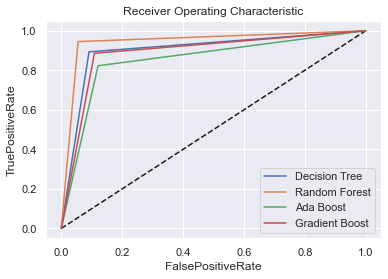 Receiver Operating Characteristic
TruePositiveRate
1.0
0.8
0.6
0.4
0.2
0.0
Decision Tree
Random Forest
Ada Boost
Gradient Boost
0.0 0.2 0.4 0.6 0.8 1.0
FalsePositiveRate